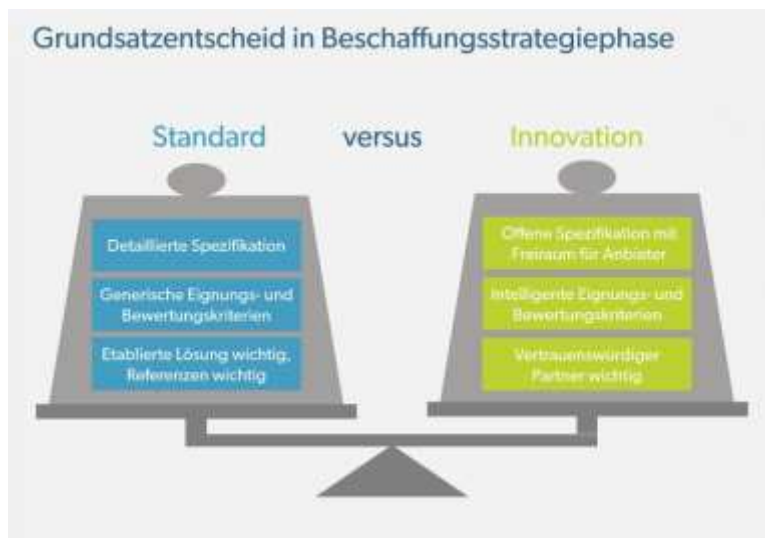 Grundsatzentscheid in Beschaffungsstrategiephase
Standard versus Innovation
Detaillierte Spezifikation
Generische Eignungs- und
Bewertungskriterien
Etablierte Lösung wichtig,
Referenzen wichtig
Offene Spezifikation mit
Freiraum für Anbieter
Intelligente Eignungs- und
Bewertungskriterien
Vertrauenswürdiger
Partner wichtig